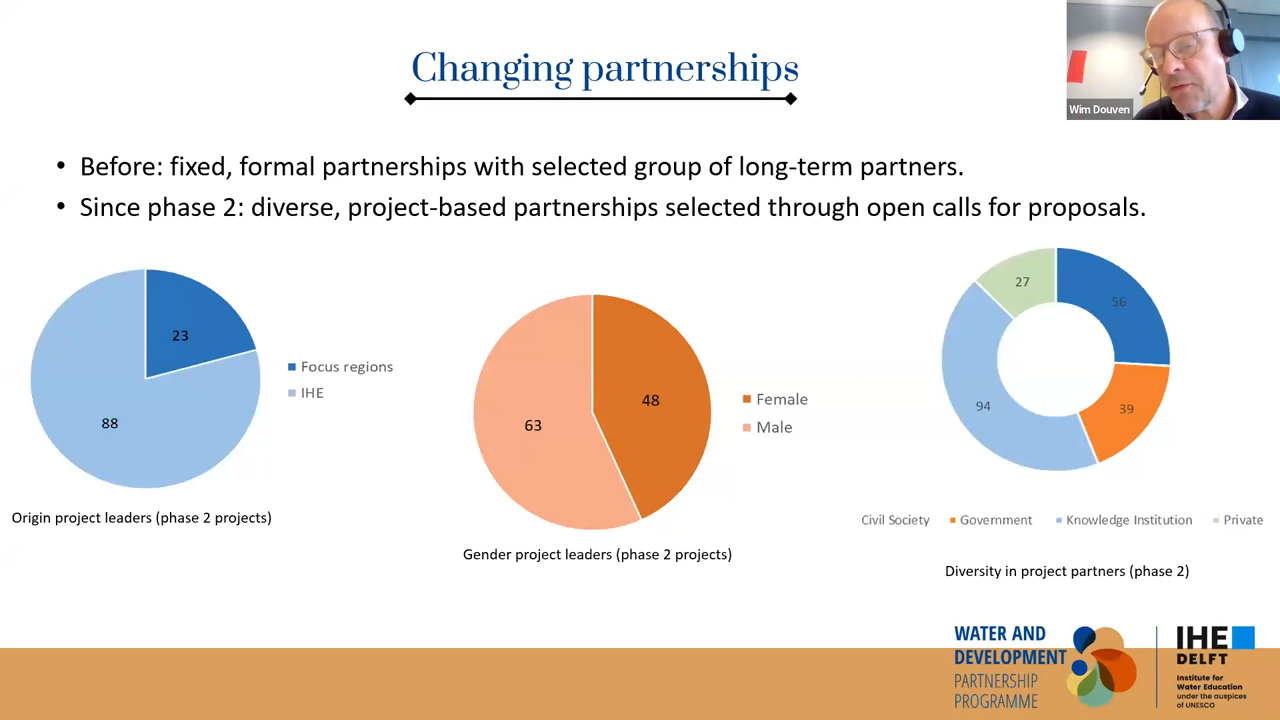 Changing partnerships
Wim Douven
• Before: fixed, formal partnerships with selected group of long-term partners.
• Since phase 2: diverse, project-based partnerships selected through open calls for proposals.
23
88
Focus regions
IHE
Origin project leaders (phase 2 projects)
48
63
Female
Male
Gender project leaders (phase 2 projects)
27
56
94
39
Civil Society Government Knowledge Institution Private
Diversity in project partners (phase 2)
WATER AND
DEVELOPMENT
PARTNERSHIP
PROGRAMME
IHE
DELFT
Institute for
Water Education
under the auspices
of UNESCO